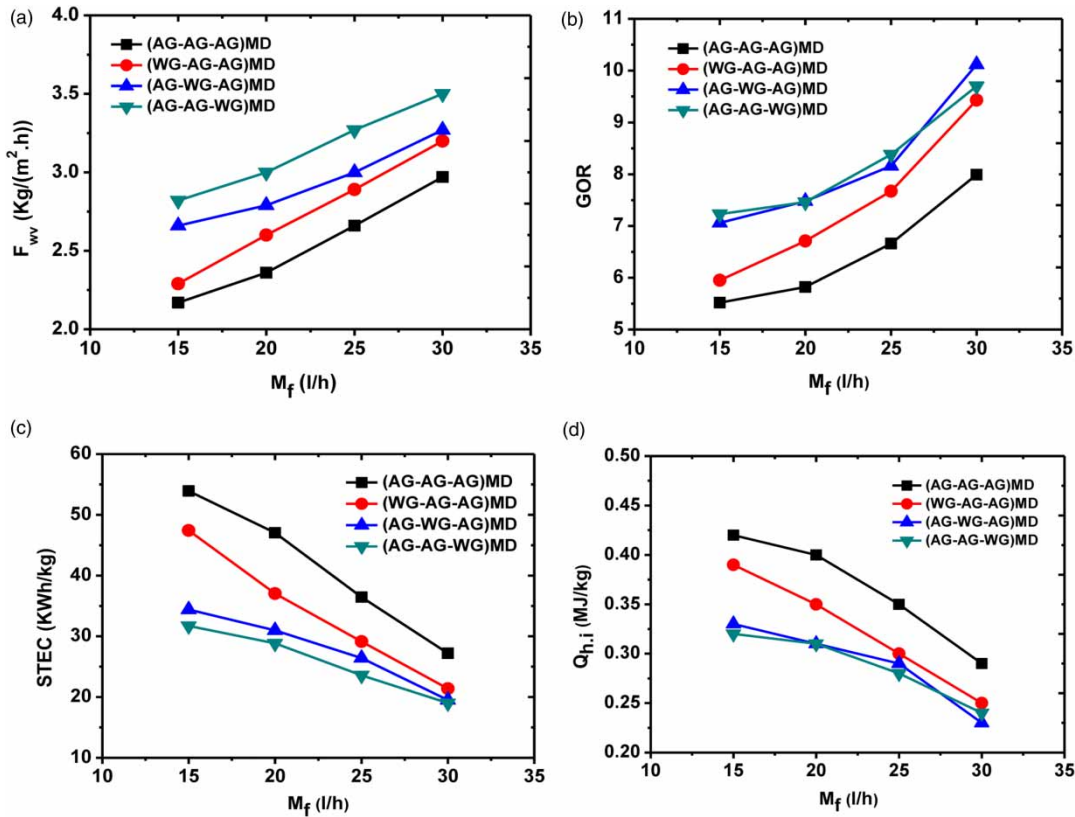 (a)
4.0
3.5
3.0
2.5
2.0
10 15 20 25 30 35
F_wv (Kg/(m².h))
M_f (l/h)
(AG-AG-AG)MD
(WG-AG-AG)MD
(AG-WG-AG)MD
(AG-AG-WG)MD
(b)
11
10
9
8
7
6
5
10 15 20 25 30 35
GOR
M_f (l/h)
(AG-AG-AG)MD
(WG-AG-AG)MD
(AG-WG-AG)MD
(AG-AG-WG)MD
(c)
60
50
40
30
20
10
10 15 20 25 30 35
STEC (KWh/kg)
M_f (l/h)
(AG-AG-AG)MD
(WG-AG-AG)MD
(AG-WG-AG)MD
(AG-AG-WG)MD
(d)
0.50
0.45
0.40
0.35
0.30
0.25
0.20
10 15 20 25 30 35
Q_h.i (MJ/kg)
M_f (l/h)
(AG-AG-AG)MD
(WG-AG-AG)MD
(AG-WG-AG)MD
(AG-AG-WG)MD